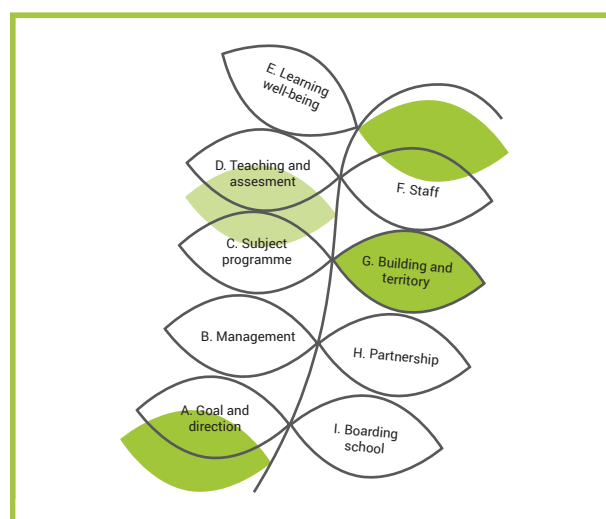 E. Learning
well-being
D. Teaching and
assesment
F. Staff
C. Subject
programme
G. Building and
territory
B. Management
H. Partnership
A. Goal and
direction
I. Boarding
school